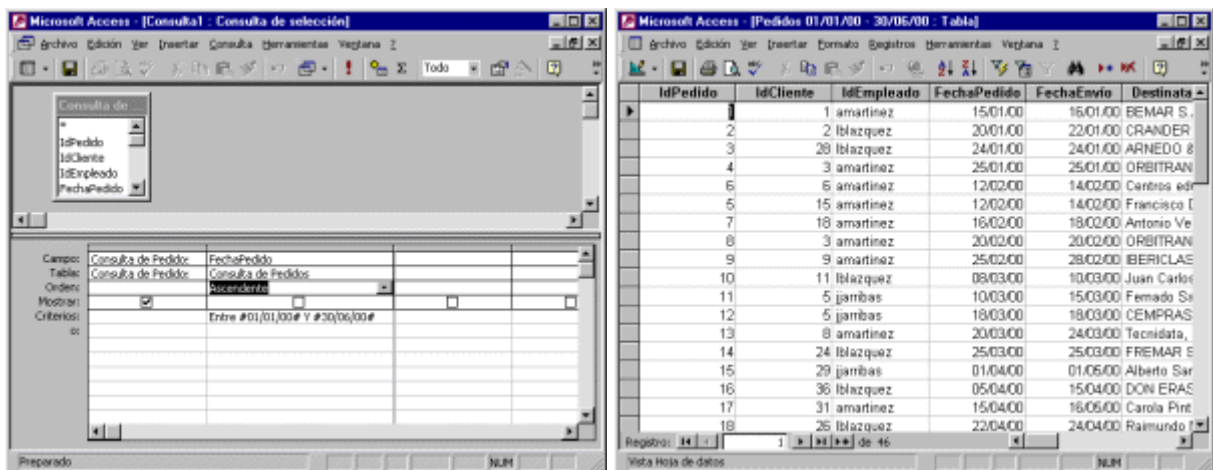 Microsoft Access - [Consulta1 : Consulta de selección]
Archivo Edición Ver Insertar Consulta Herramientas Ventana ?
Todo
Consulta de ...
*
IdPedido
IdCliente
IdEmpleado
FechaPedido
Campo: Consulta de Pedido: FechaPedido
Tabla: Consulta de Pedido: Consulta de Pedidos
Orden: Ascendente
Mostrar:
Criterios: Entre #01/01/00# Y #30/06/00#
o:
Preparado NUM
Microsoft Access - [Pedidos 01/01/00 - 30/06/00 : Tabla]
Archivo Edición Ver Insertar Formato Registros Herramientas Ventana ?
IdPedido IdCliente IdEmpleado FechaPedido FechaEnvío Destinata
1 1 amartinez 15/01/00 16/01/00 BEMAR S.
2 2 lblazquez 20/01/00 22/01/00 CRANDER
3 28 lblazquez 24/01/00 24/01/00 ARNEDO &
4 3 amartinez 25/01/00 25/01/00 ORBITRAN
6 6 amartinez 12/02/00 14/02/00 Centros edi
5 15 amartinez 12/02/00 14/02/00 Francisco
7 18 amartinez 16/02/00 18/02/00 Antonio Ve
8 3 amartinez 20/02/00 20/02/00 ORBITRAN
9 9 amartinez 25/02/00 28/02/00 IBERICLAS
10 11 lblazquez 08/03/00 10/03/00 Juan Carlos
11 5 jjarribas 10/03/00 15/03/00 Fernado Sa
12 5 jjarribas 18/03/00 18/03/00 CEMPRAS
13 8 amartinez 20/03/00 24/03/00 Tecnidata,
14 24 lblazquez 25/03/00 25/03/00 FREMAR S
15 29 jjarribas 01/04/00 01/05/00 Alberto Sar
16 36 lblazquez 05/04/00 15/04/00 DON ERAS
17 31 amartinez 15/04/00 16/05/00 Carola Pint
18 26 lblazquez 22/04/00 24/04/00 Raimundo
Registro: 1 de 46
Vista Hoja de datos NUM